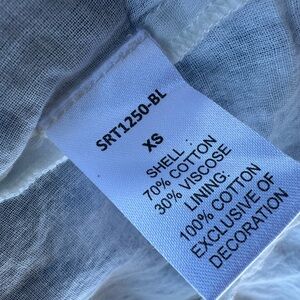 SRT1250-BL
XS
SHELL :
70% COTTON
30% VISCOSE
LINING:
100% COTTON
EXCLUSIVE OF
DECORATION